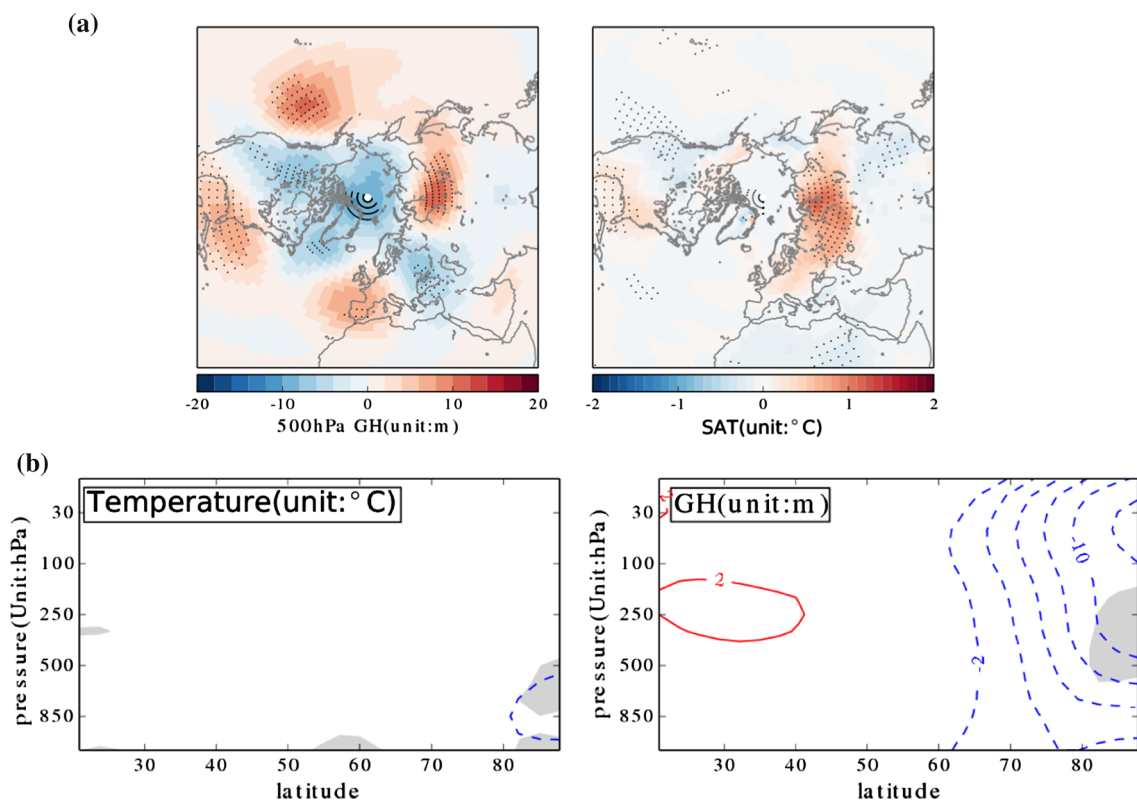 (a)
-20 -10 0 10 20
500hPa GH(unit:m)
-2 -1 0 1 2
SAT(unit:°C)
(b)
Temperature(unit:°C)
pressure(Unit:hPa)
30
100
250
500
850
30 40 50 60 70 80
latitude
GH(unit:m)
pressure(Unit:hPa)
30
100
250
500
850
2
-2
-10
30 40 50 60 70 80
latitude